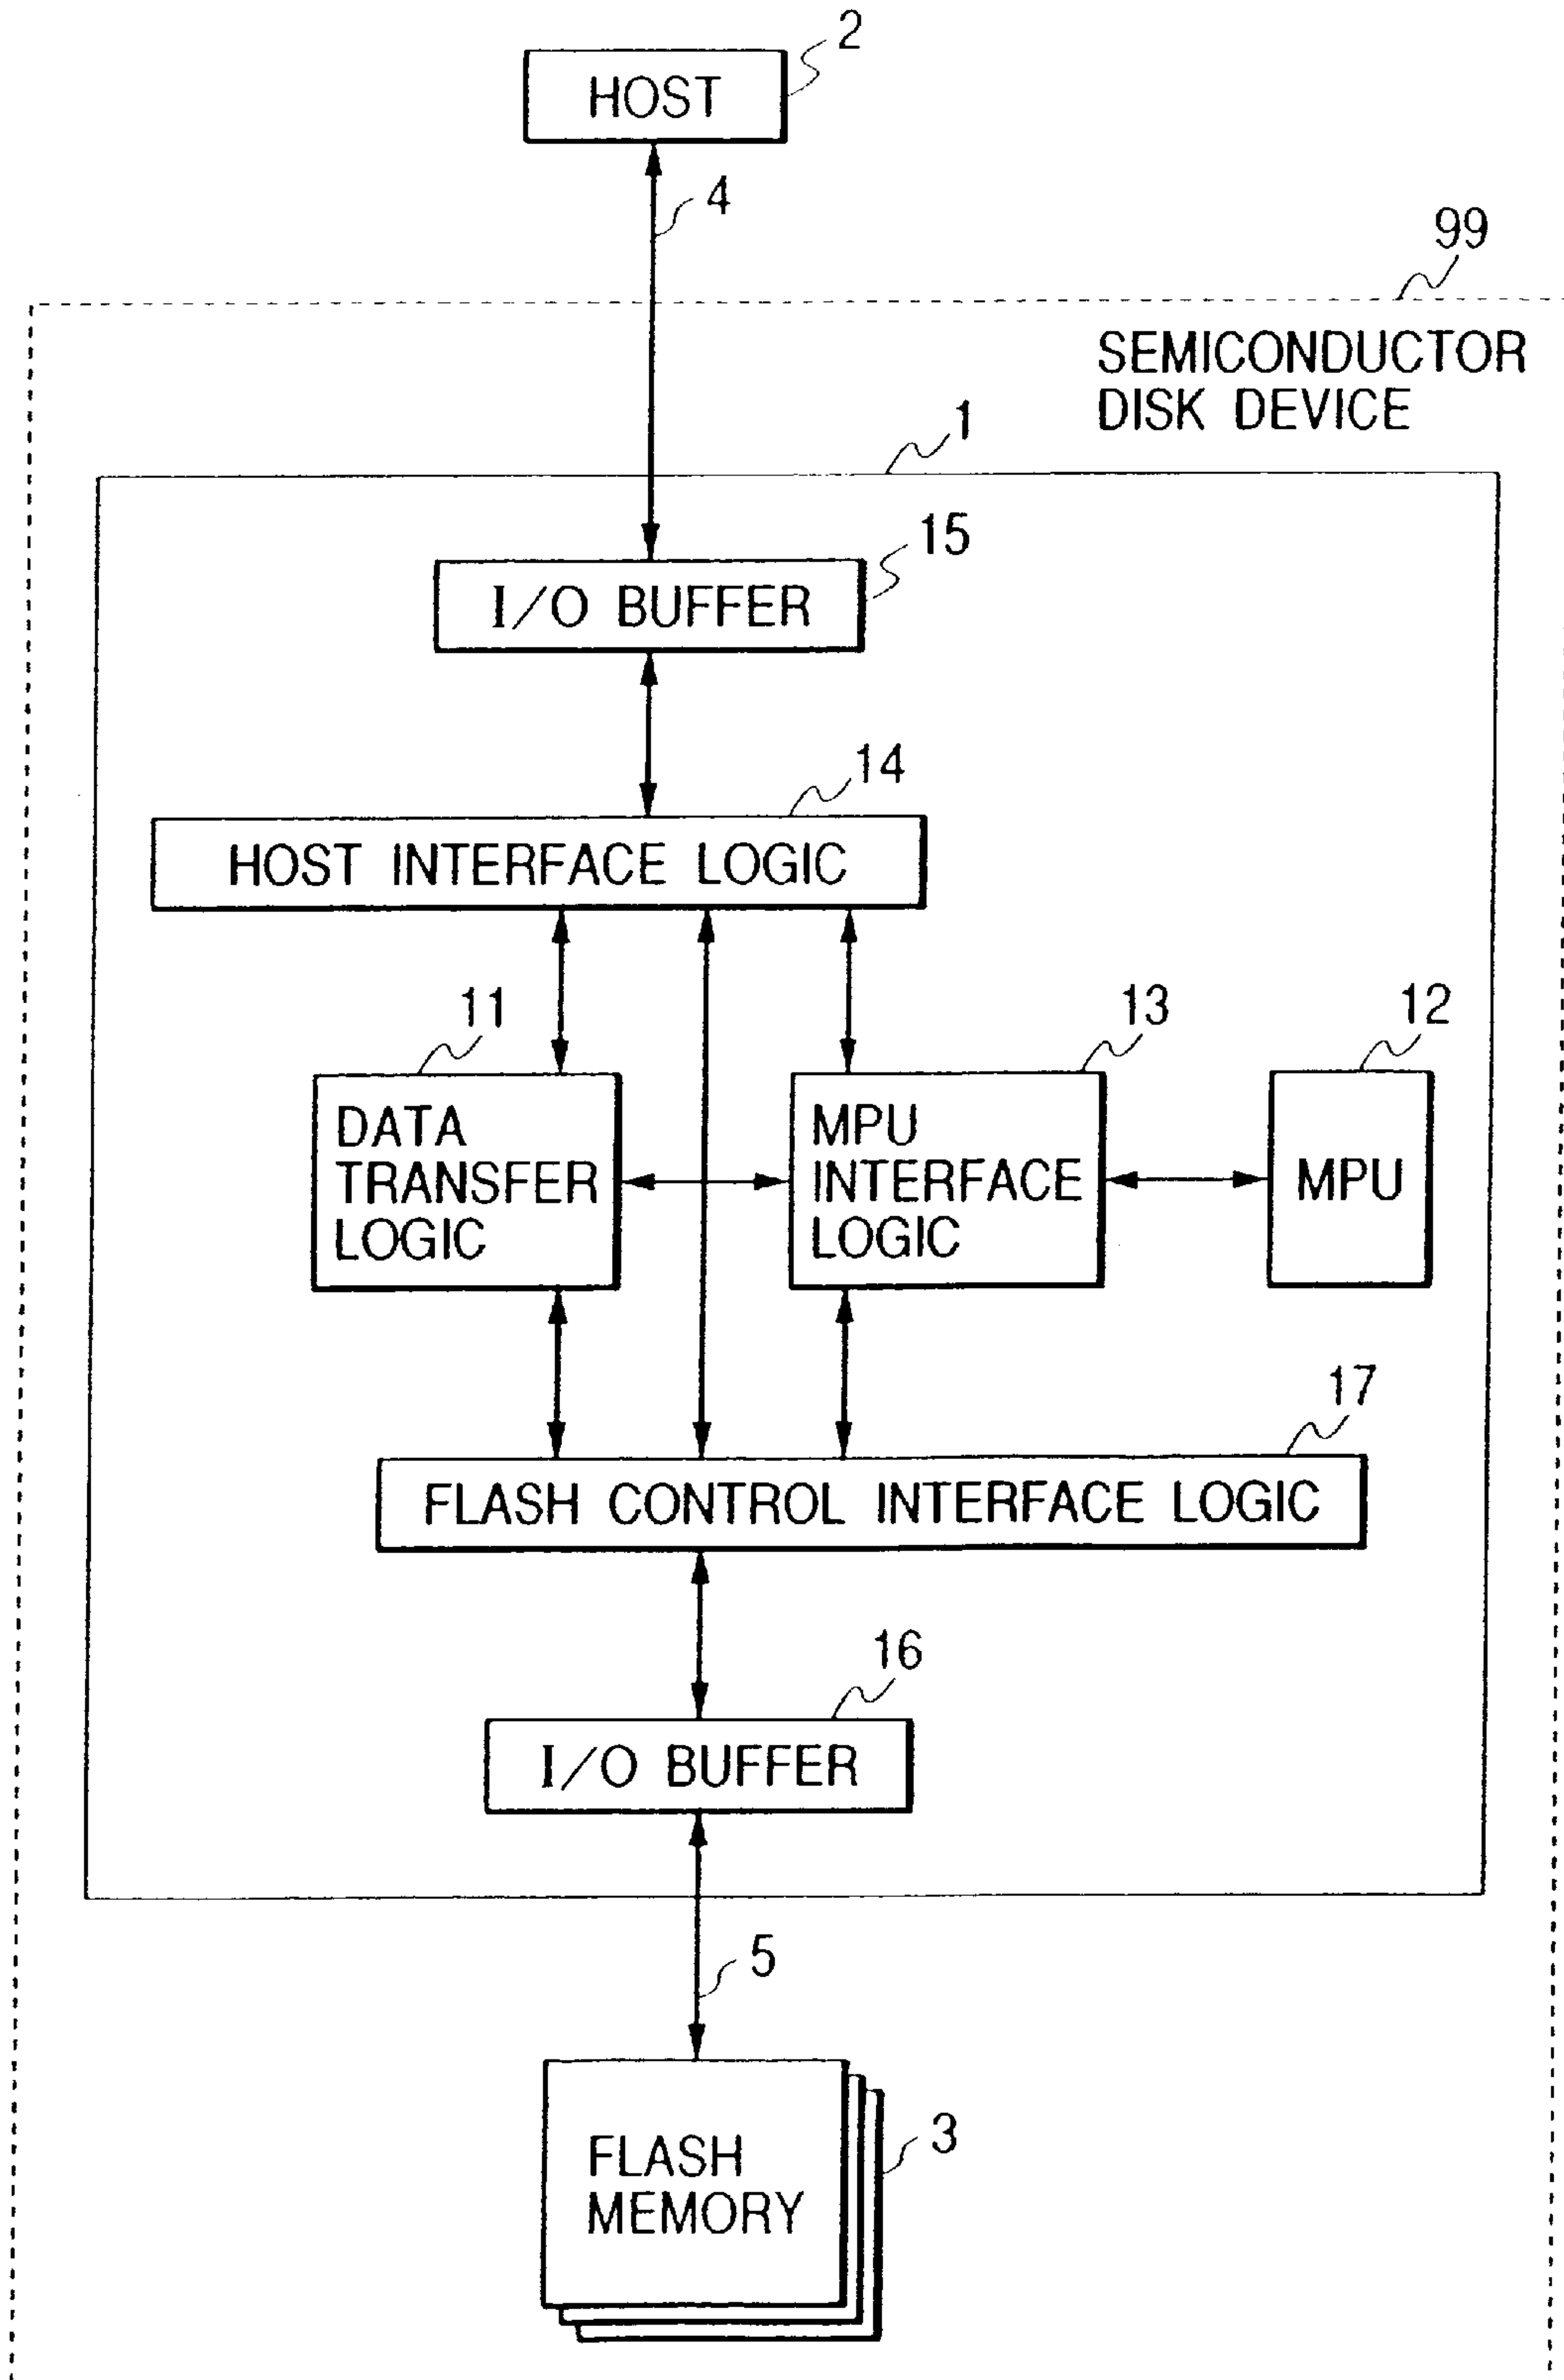 2
HOST
4
99
SEMICONDUCTOR
DISK DEVICE
1
15
I/O BUFFER
14
HOST INTERFACE LOGIC
11
13
12
DATA
TRANSFER
LOGIC
MPU
INTERFACE
LOGIC
MPU
17
FLASH CONTROL INTERFACE LOGIC
16
I/O BUFFER
5
3
FLASH
MEMORY